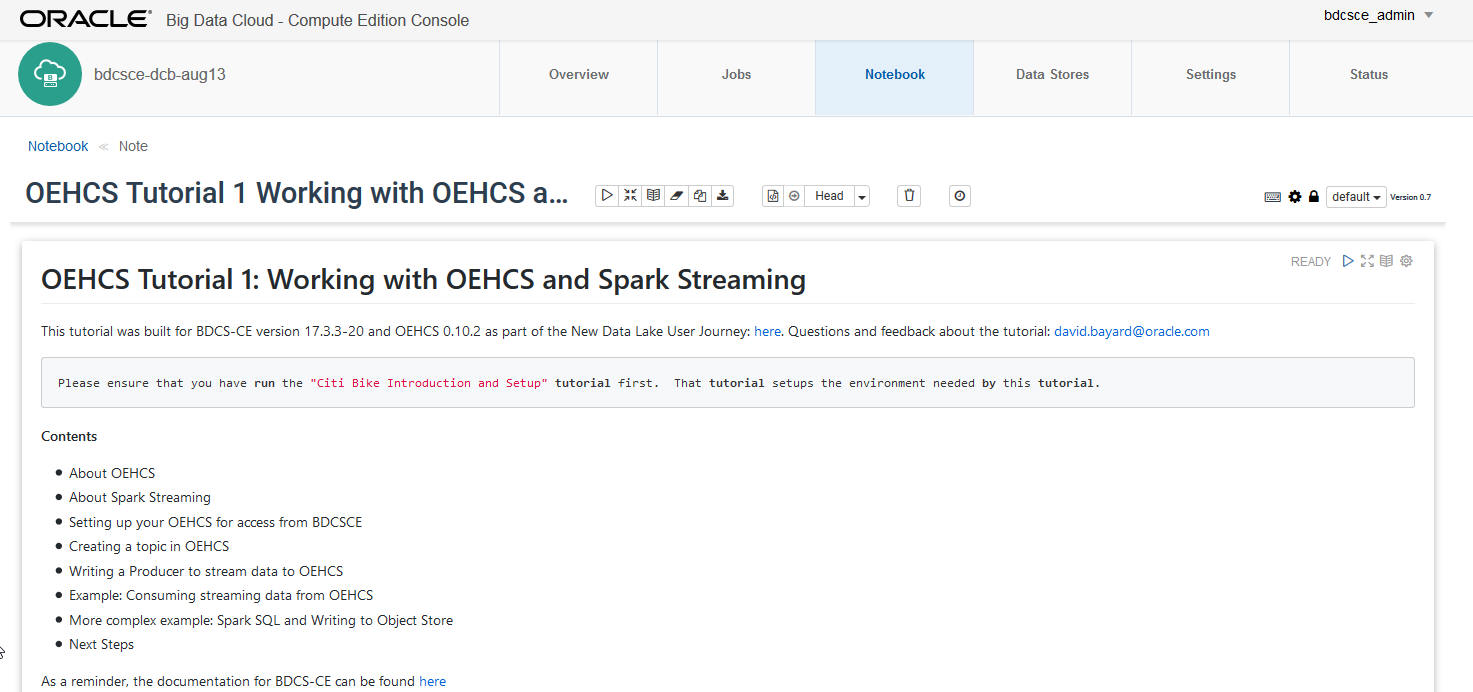 ORACLE Big Data Cloud - Compute Edition Console
bdcsce_admin
bdcsce-dcb-aug13
Overview
Jobs
Notebook
Data Stores
Settings
Status
Notebook ≪ Note
OEHCS Tutorial 1 Working with OEHCS a...
Head
default
Version 0.7
READY
OEHCS Tutorial 1: Working with OEHCS and Spark Streaming
This tutorial was built for BDCS-CE version 17.3.3-20 and OEHCS 0.10.2 as part of the New Data Lake User Journey: here. Questions and feedback about the tutorial: david.bayard@oracle.com
Please ensure that you have run the "Citi Bike Introduction and Setup" tutorial first. That tutorial setups the environment needed by this tutorial.
Contents
• About OEHCS
• About Spark Streaming
• Setting up your OEHCS for access from BDCSCE
• Creating a topic in OEHCS
• Writing a Producer to stream data to OEHCS
• Example: Consuming streaming data from OEHCS
• More complex example: Spark SQL and Writing to Object Store
• Next Steps
As a reminder, the documentation for BDCS-CE can be found here